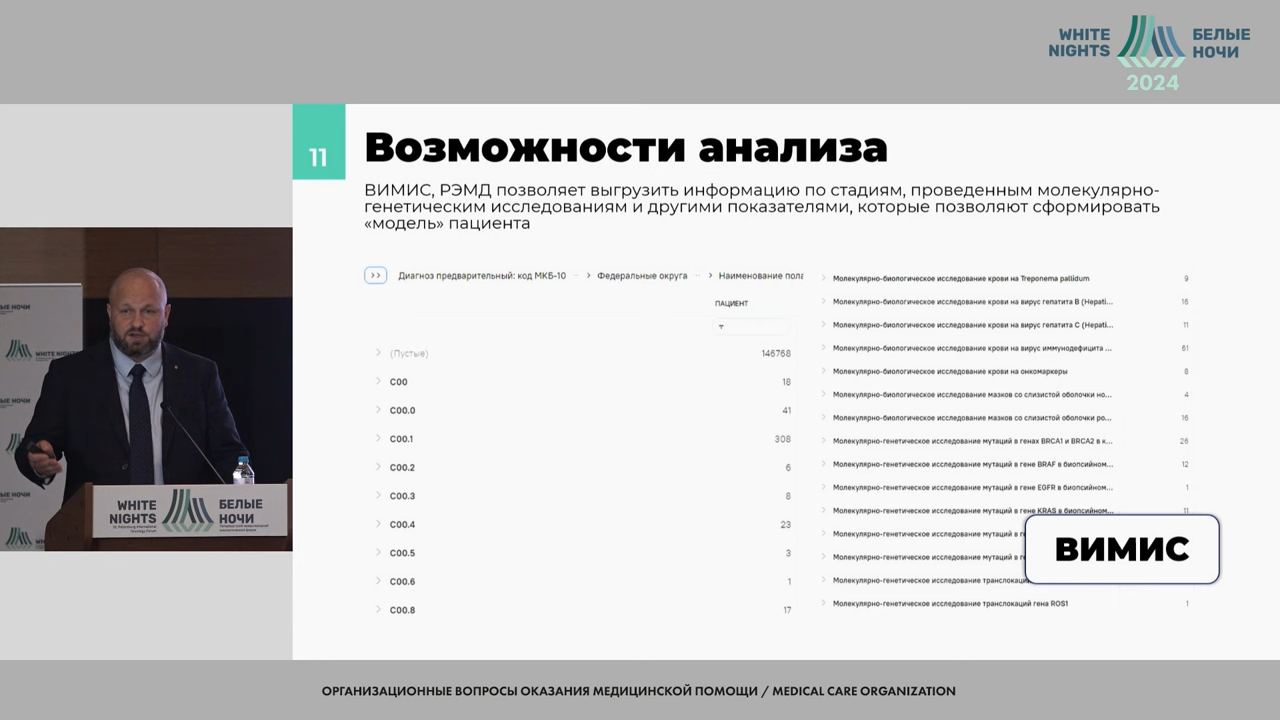 WHITE
NIGHTS
БЕЛЫЕ
НОЧИ
2024
11
Возможности анализа
ВИМИС, РЭМД позволяет выгрузить информацию по стадиям, проведенным молекулярно-
генетическим исследованиям и другими показателями, которые позволяют сформировать
«модель» пациента
>> Диагноз предварительный: код МКБ-10 > Федеральные округа > Наименование пола
ПАЦИЕНТ
(Пустые) 146768
C00 18
C00.0 41
C00.1 308
C00.2 6
C00.3 8
C00.4 23
C00.5 3
C00.6 1
C00.8 17
Молекулярно-биологическое исследование крови на Treponema pallidum 9
Молекулярно-биологическое исследование крови на вирус гепатита B (Hepati... 16
Молекулярно-биологическое исследование крови на вирус гепатита C (Hepati... 11
Молекулярно-биологическое исследование крови на вирус иммунодефицита ... 61
Молекулярно-биологическое исследование крови на онкомаркеры 8
Молекулярно-биологическое исследование мазков со слизистой оболочки но... 4
Молекулярно-биологическое исследование мазков со слизистой оболочки ро... 16
Молекулярно-генетическое исследование мутаций в генах BRCA1 и BRCA2 в к... 26
Молекулярно-генетическое исследование мутаций в гене BRAF в биопсийном... 12
Молекулярно-генетическое исследование мутаций в гене EGFR в биопсийном... 1
Молекулярно-генетическое исследование мутаций в гене KRAS в биопсийном... 11
Молекулярно-генетическое исследование мутаций в ге
Молекулярно-генетическое исследование мутаций в ге
Молекулярно-генетическое исследование транслокаци
Молекулярно-генетическое исследование транслокаций гена ROS1 1
ВИМИС
WHITE
NIGHTS
БЕЛЫЕ
НОЧИ
ОРГАНИЗАЦИОННЫЕ ВОПРОСЫ ОКАЗАНИЯ МЕДИЦИНСКОЙ ПОМОЩИ / MEDICAL CARE ORGANIZATION